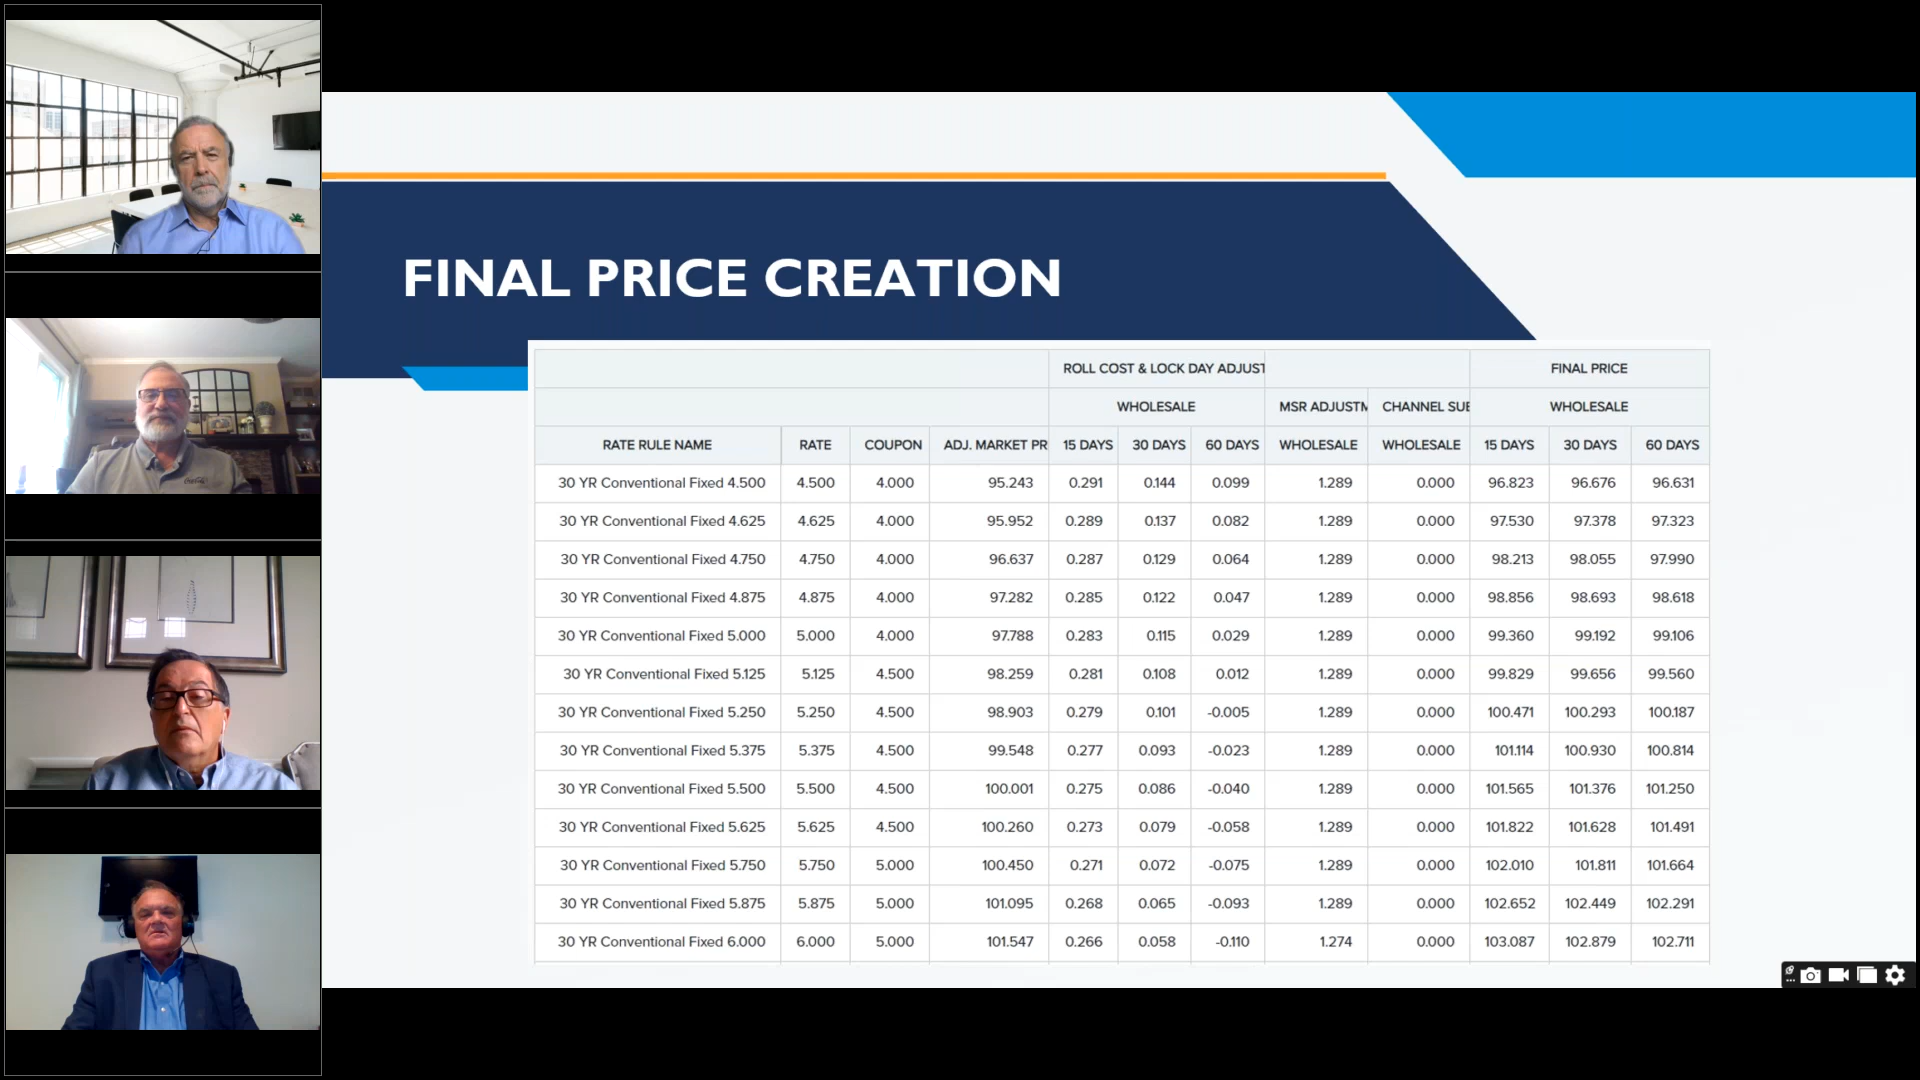 FINAL PRICE CREATION
ROLL COST & LOCK DAY ADJUST FINAL PRICE
WHOLESALE MSR ADJUSTM CHANNEL SUB WHOLESALE
RATE RULE NAME RATE COUPON ADJ. MARKET PR 15 DAYS 30 DAYS 60 DAYS WHOLESALE WHOLESALE 15 DAYS 30 DAYS 60 DAYS
30 YR Conventional Fixed 4.500 4.500 4.000 95.243 0.291 0.144 0.099 1.289 0.000 96.823 96.676 96.631
30 YR Conventional Fixed 4.625 4.625 4.000 95.952 0.289 0.137 0.082 1.289 0.000 97.530 97.378 97.323
30 YR Conventional Fixed 4.750 4.750 4.000 96.637 0.287 0.129 0.064 1.289 0.000 98.213 98.055 97.990
30 YR Conventional Fixed 4.875 4.875 4.000 97.282 0.285 0.122 0.047 1.289 0.000 98.856 98.693 98.618
30 YR Conventional Fixed 5.000 5.000 4.000 97.788 0.283 0.115 0.029 1.289 0.000 99.360 99.192 99.106
30 YR Conventional Fixed 5.125 5.125 4.500 98.259 0.281 0.108 0.012 1.289 0.000 99.829 99.656 99.560
30 YR Conventional Fixed 5.250 5.250 4.500 98.903 0.279 0.101 -0.005 1.289 0.000 100.471 100.293 100.187
30 YR Conventional Fixed 5.375 5.375 4.500 99.548 0.277 0.093 -0.023 1.289 0.000 101.114 100.930 100.814
30 YR Conventional Fixed 5.500 5.500 4.500 100.001 0.275 0.086 -0.040 1.289 0.000 101.565 101.376 101.250
30 YR Conventional Fixed 5.625 5.625 4.500 100.260 0.273 0.079 -0.058 1.289 0.000 101.822 101.628 101.491
30 YR Conventional Fixed 5.750 5.750 5.000 100.450 0.271 0.072 -0.075 1.289 0.000 102.010 101.811 101.664
30 YR Conventional Fixed 5.875 5.875 5.000 101.095 0.268 0.065 -0.093 1.289 0.000 102.652 102.449 102.291
30 YR Conventional Fixed 6.000 6.000 5.000 101.547 0.266 0.058 -0.110 1.274 0.000 103.087 102.879 102.711